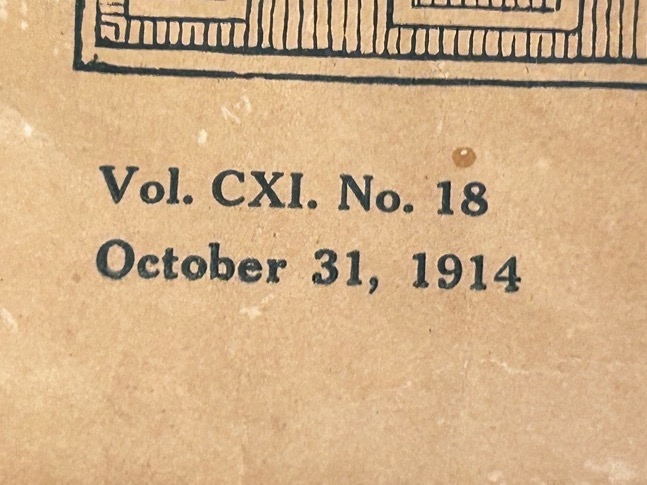 Vol. CXI. No. 18
October 31, 1914